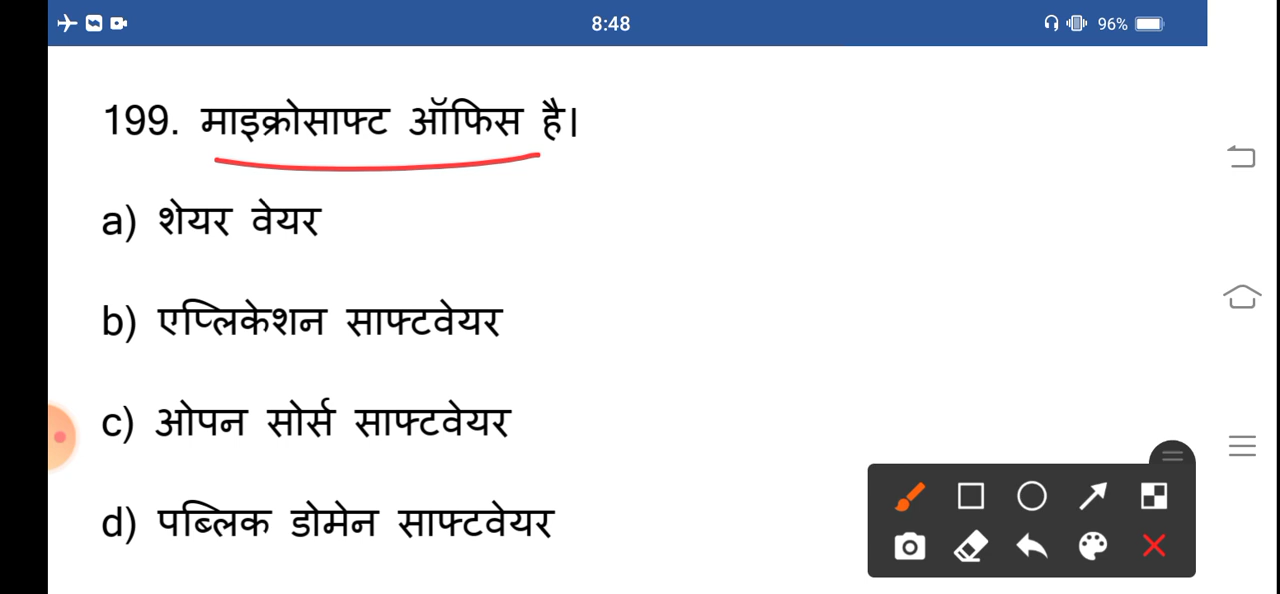 8:48
96%
199. माइक्रोसाफ्ट ऑफिस है।
a) शेयर वेयर
b) एप्लिकेशन साफ्टवेयर
c) ओपन सोर्स साफ्टवेयर
d) पब्लिक डोमेन साफ्टवेयर